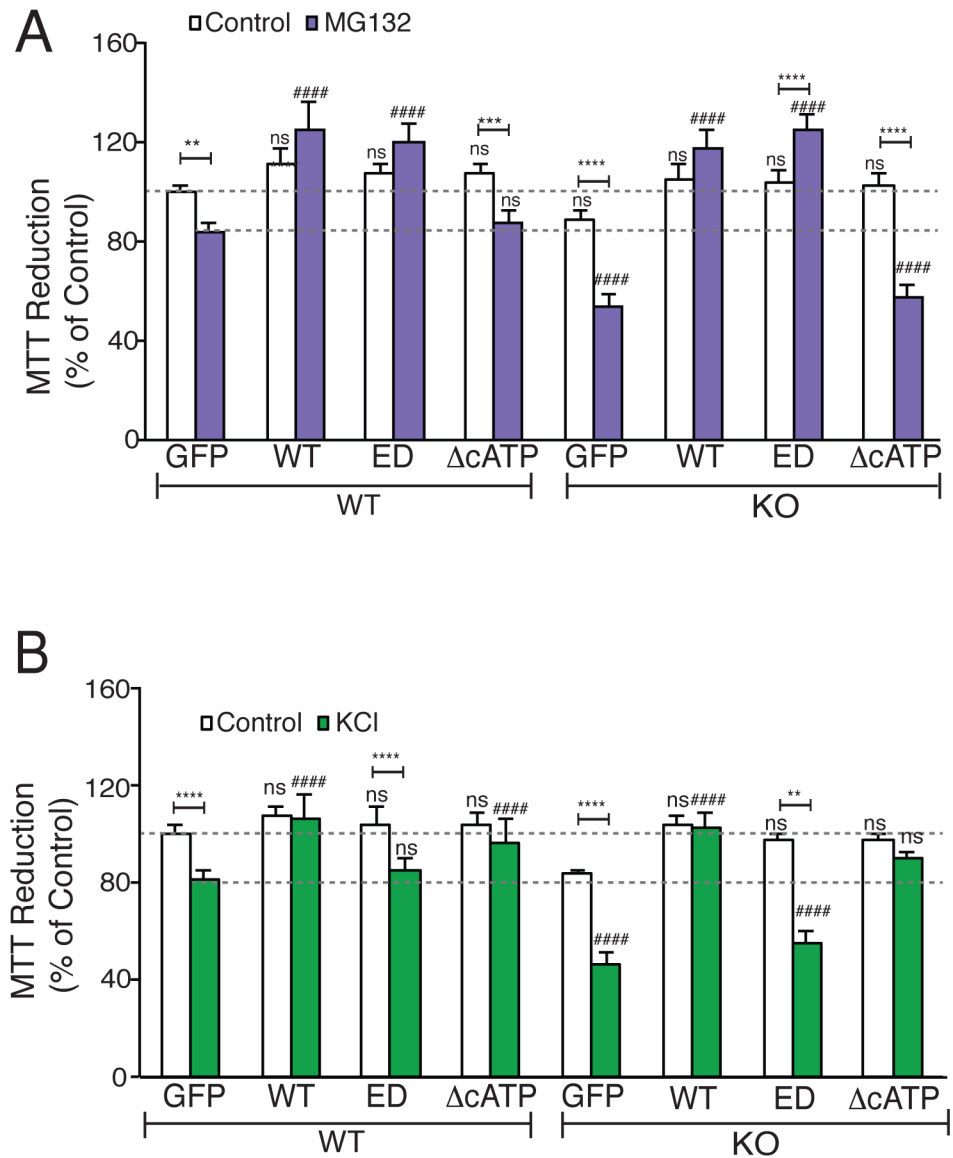 A
Control MG132
MTT Reduction
(% of Control)
160
120
80
40
0
** ns #### ns #### ns *** ns
ns **** #### ns #### ns **** #### ns **** ####
GFP WT ED ΔcATP GFP WT ED ΔcATP
WT KO
B
Control KCl
MTT Reduction
(% of Control)
160
120
80
40
0
**** ns #### ns **** ns ns ####
**** #### ns #### ns ** #### ns ns
GFP WT ED ΔcATP GFP WT ED ΔcATP
WT KO